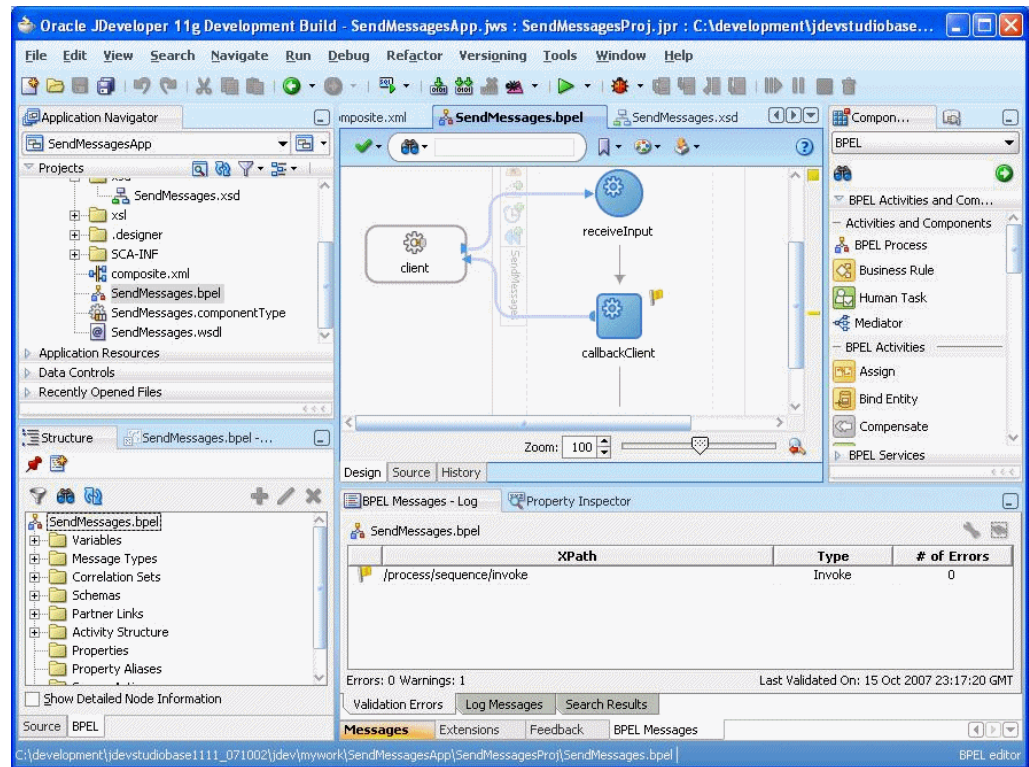 Oracle JDeveloper 11g Development Build - SendMessagesApp.jws : SendMessagesProj.jpr : C:\development\jdevstudiobase...
File Edit View Search Navigate Run Debug Refactor Versioning Tools Window Help
Application Navigator
SendMessagesApp
Projects
SendMessages.xsd
xsl
.designer
SCA-INF
composite.xml
SendMessages.bpel
SendMessages.componentType
SendMessages.wsdl
Application Resources
Data Controls
Recently Opened Files
Structure
SendMessages.bpel -...
SendMessages.bpel
Variables
Message Types
Correlation Sets
Schemas
Partner Links
Activity Structure
Properties
Property Aliases
Show Detailed Node Information
Source BPEL
mposite.xml SendMessages.bpel SendMessages.xsd
client
SendMessages
receiveInput
callbackClient
Zoom: 100
Design Source History
Compon...
BPEL
BPEL Activities and Com...
Activities and Components
BPEL Process
Business Rule
Human Task
Mediator
BPEL Activities
Assign
Bind Entity
Compensate
BPEL Services
BPEL Messages - Log Property Inspector
SendMessages.bpel
XPath Type # of Errors
/process/sequence/invoke Invoke 0
Errors: 0 Warnings: 1 Last Validated On: 15 Oct 2007 23:17:20 GMT
Validation Errors Log Messages Search Results
Messages Extensions Feedback BPEL Messages
C:\development\jdevstudiobase1111_071002\jdev\mywork\SendMessagesApp\SendMessagesProj\SendMessages.bpel BPEL editor